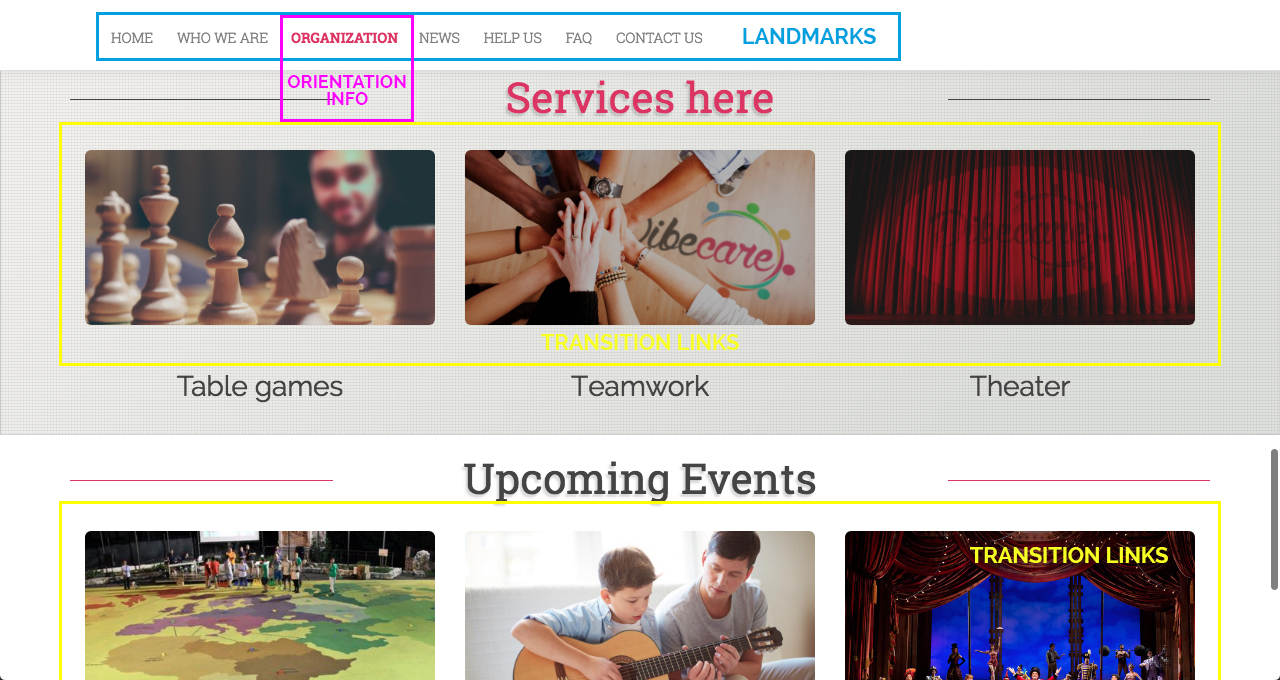 HOME WHO WE ARE ORGANIZATION NEWS HELP US FAQ CONTACT US LANDMARKS
ORIENTATION
INFO
Services here
vibecare
Vibecare
TRANSITION LINKS
Table games Teamwork Theater
Upcoming Events
TRANSITION LINKS